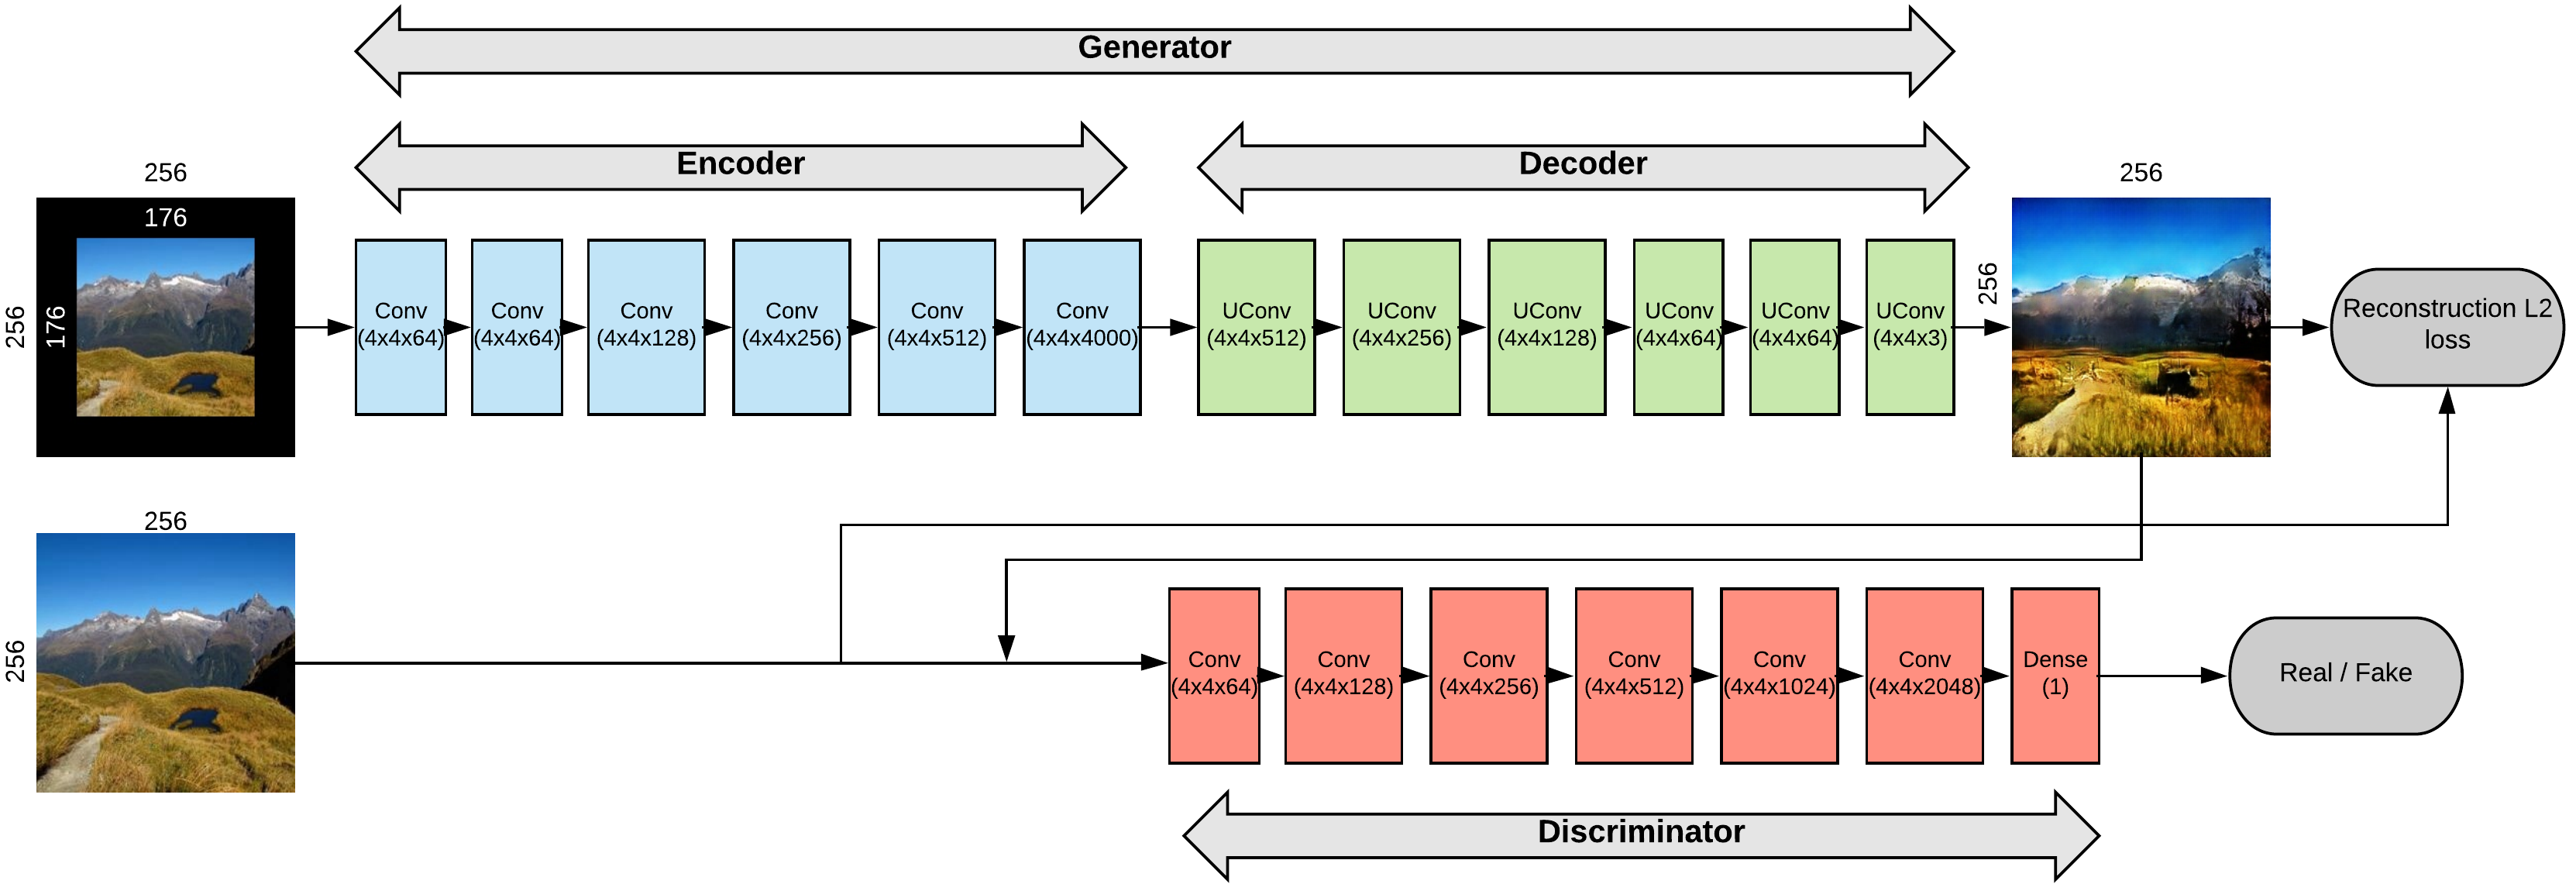 Generator
Encoder
Decoder
256
176
256
176
Conv
(4x4x64)
Conv
(4x4x64)
Conv
(4x4x128)
Conv
(4x4x256)
Conv
(4x4x512)
Conv
(4x4x4000)
UConv
(4x4x512)
UConv
(4x4x256)
UConv
(4x4x128)
UConv
(4x4x64)
UConv
(4x4x64)
UConv
(4x4x3)
256
256
Reconstruction L2
loss
256
256
Conv
(4x4x64)
Conv
(4x4x128)
Conv
(4x4x256)
Conv
(4x4x512)
Conv
(4x4x1024)
Conv
(4x4x2048)
Dense
(1)
Real / Fake
Discriminator